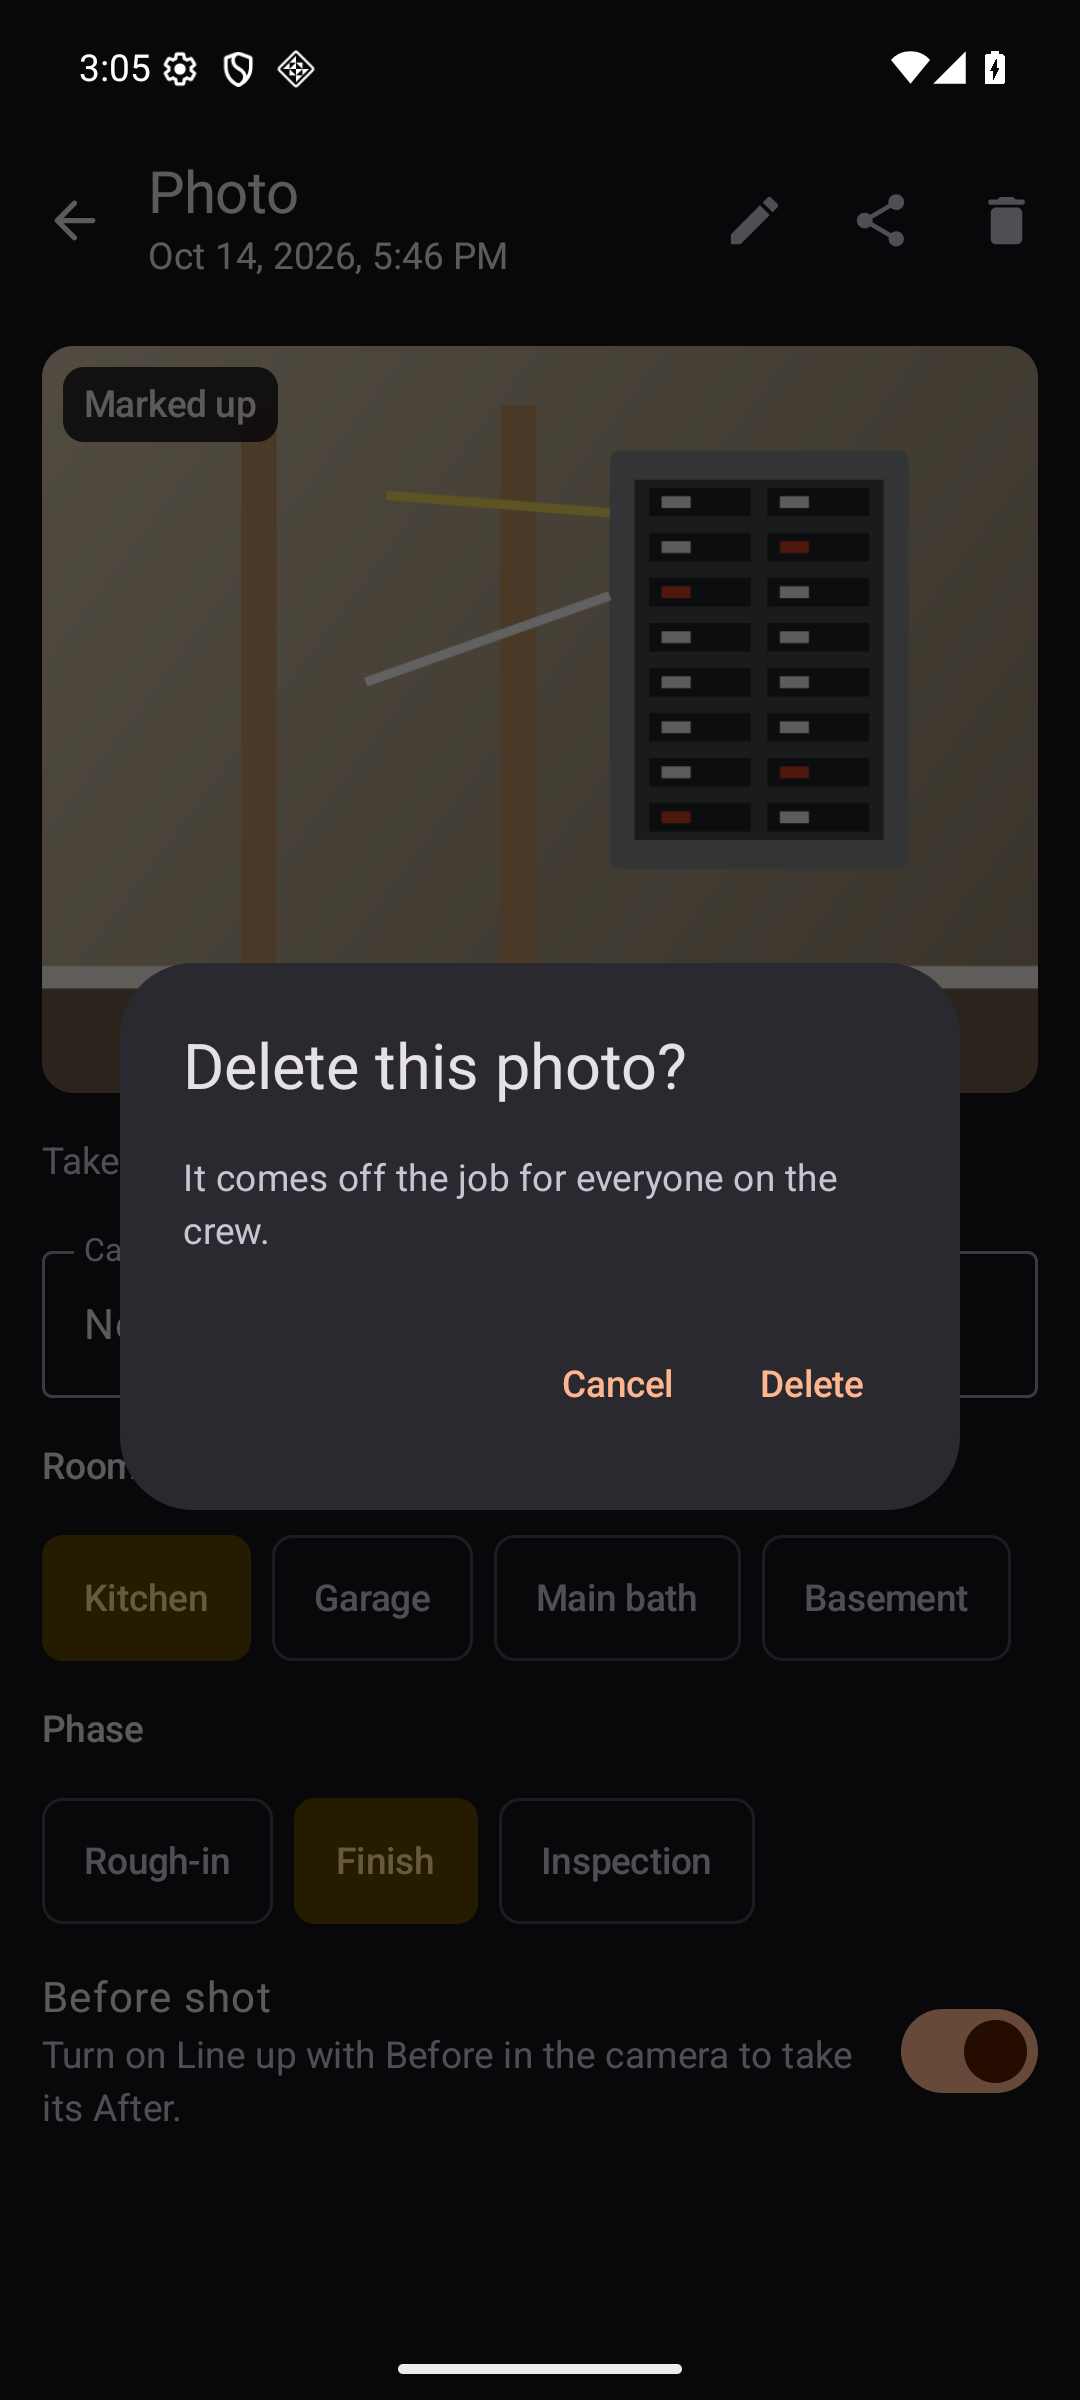 3:05
Photo
Oct 14, 2026, 5:46 PM
Marked up
Delete this photo?
It comes off the job for everyone on the
crew.
Cancel
Delete
Take
Room
Kitchen
Garage
Main bath
Basement
Phase
Rough-in
Finish
Inspection
Before shot
Turn on Line up with Before in the camera to take
its After.